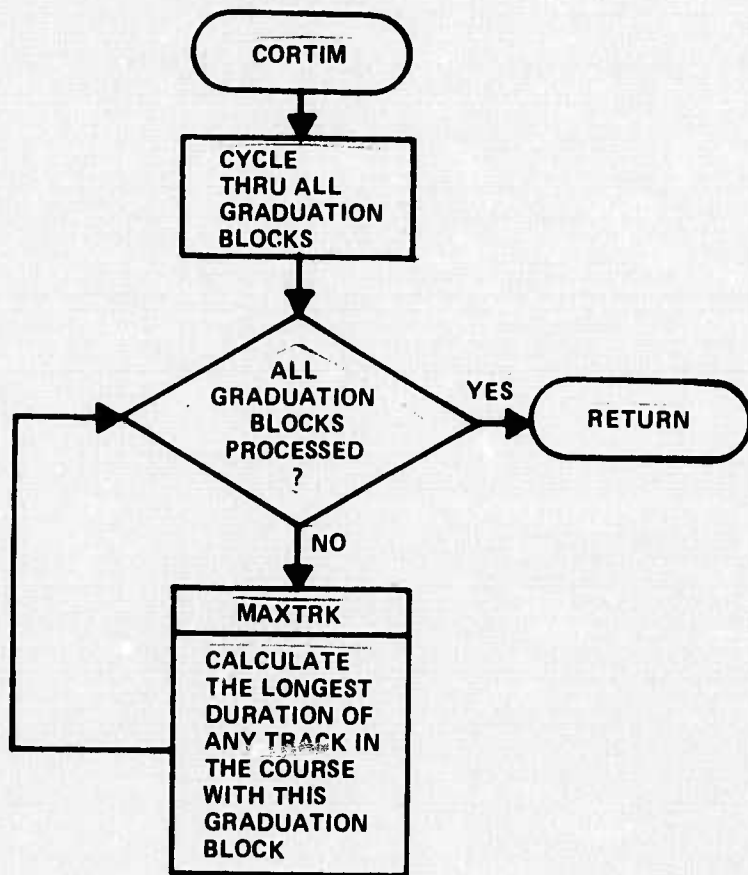 CORTIM
CYCLE
THRU ALL
GRADUATION
BLOCKS
ALL
GRADUATION
BLOCKS
PROCESSED
?
YES
RETURN
NO
MAXTRK
CALCULATE
THE LONGEST
DURATION OF
ANY TRACK IN
THE COURSE
WITH THIS
GRADUATION
BLOCK